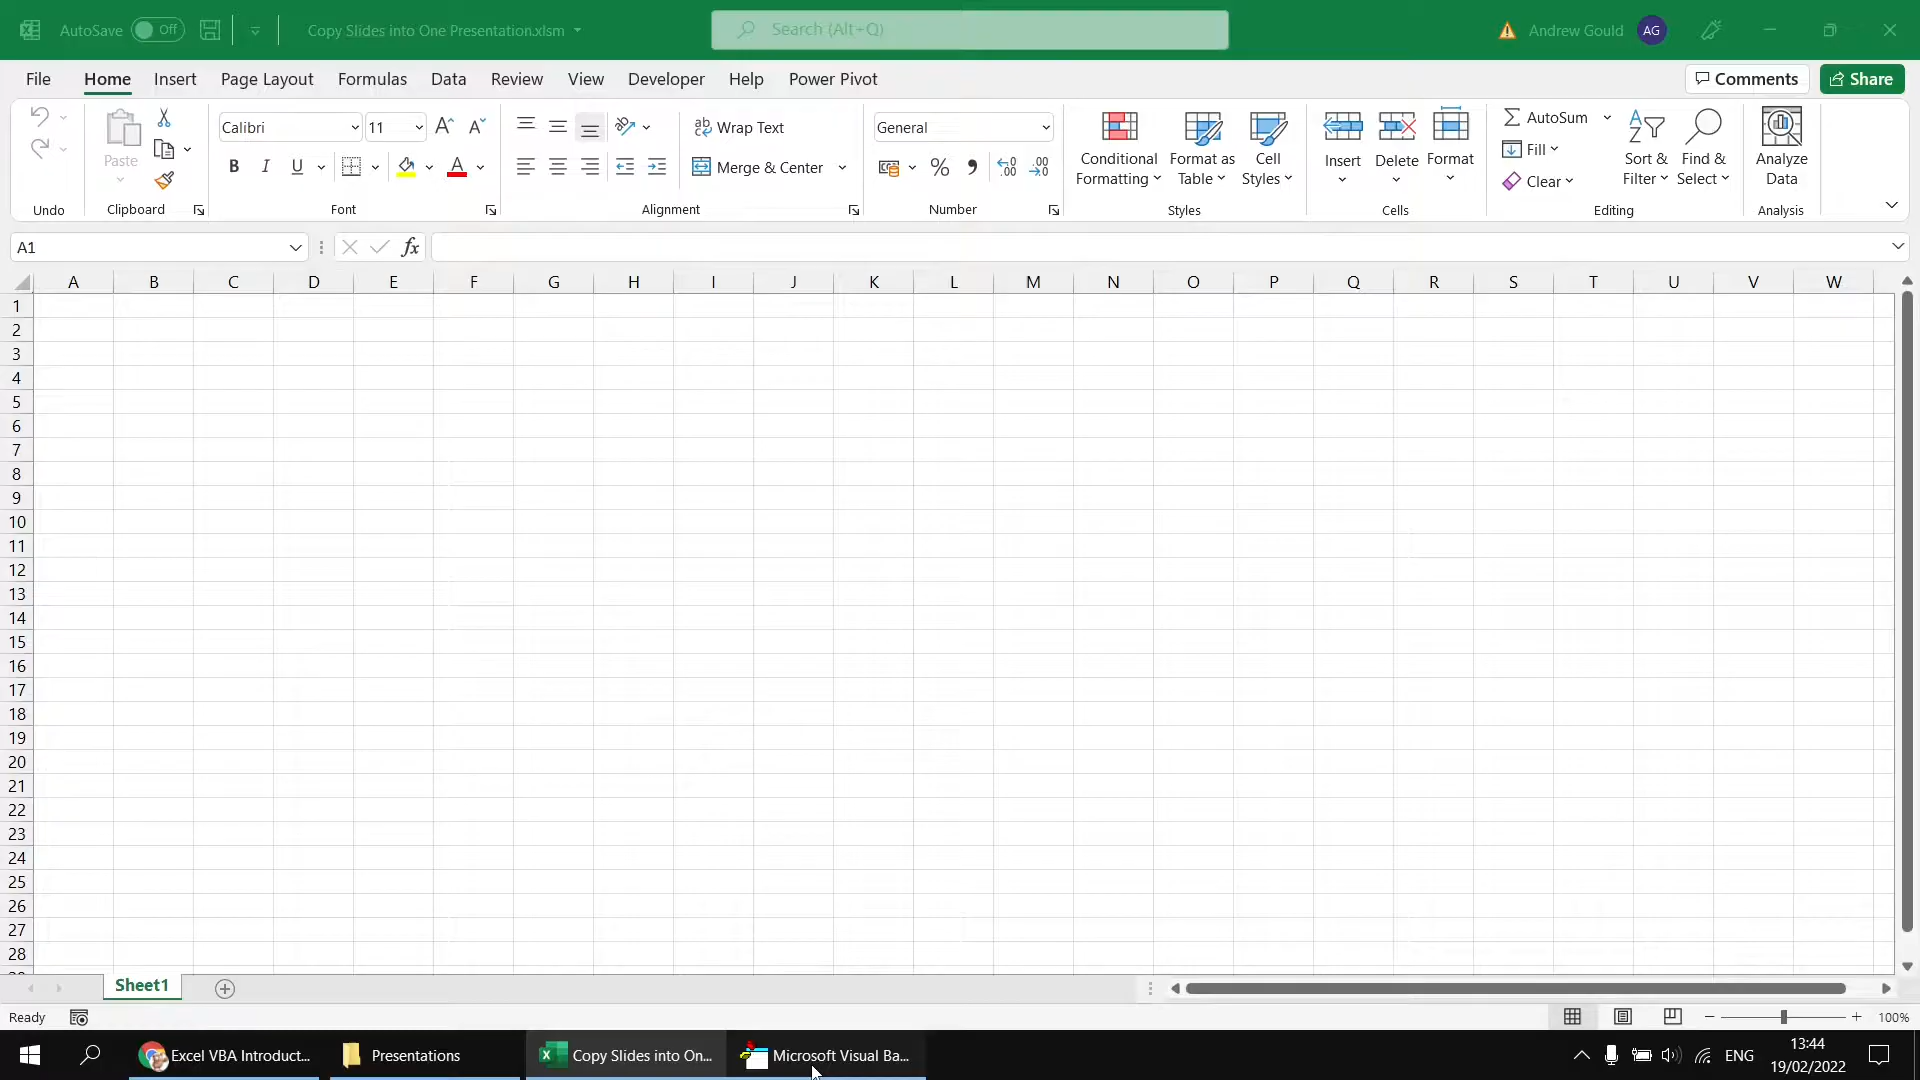 AutoSave Off Copy Slides into One Presentation.xlsm Search (Alt+Q) Andrew Gould AG
File Home Insert Page Layout Formulas Data Review View Developer Help Power Pivot Comments Share
Paste
Undo
Clipboard
Calibri 11
B I U A
Font
ab Wrap Text
Merge & Center
Alignment
General
% 9 .00
Number
Conditional Formatting
Format as Table
Cell Styles
Styles
Insert Delete Format
Cells
AutoSum
Fill
Clear
Sort & Filter
Find & Select
Editing
Analyze Data
Analysis
A1 fx
A B C D E F G H I J K L M N O P Q R S T U V W
1
2
3
4
5
6
7
8
9
10
11
12
13
14
15
16
17
18
19
20
21
22
23
24
25
26
27
28
Sheet1
Ready 100%
Excel VBA Introduct... Presentations Copy Slides into On... Microsoft Visual Ba... ENG 13:44
19/02/2022